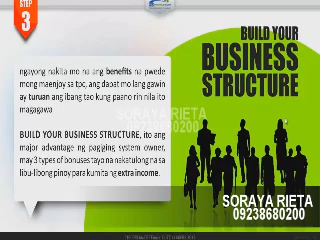 STEP
3
BUILD YOUR
BUSINESS
STRUCTURE
ngayong nakita mo na ang benefits na pwede
mong maenjoy sa tpc, ang dapat mo lang gawin
ay turuan ang ibang tao kung paano rin nila ito
magagawa
SORAYA RIETA
09238680200
BUILD YOUR BUSINESS STRUCTURE, ito ang
major advantage ng pagiging system owner,
may 3 types of bonuses tayo na nakatulong na sa
libu-libong pinoy para kumita ng extra income.
SORAYA RIETA
09238680200